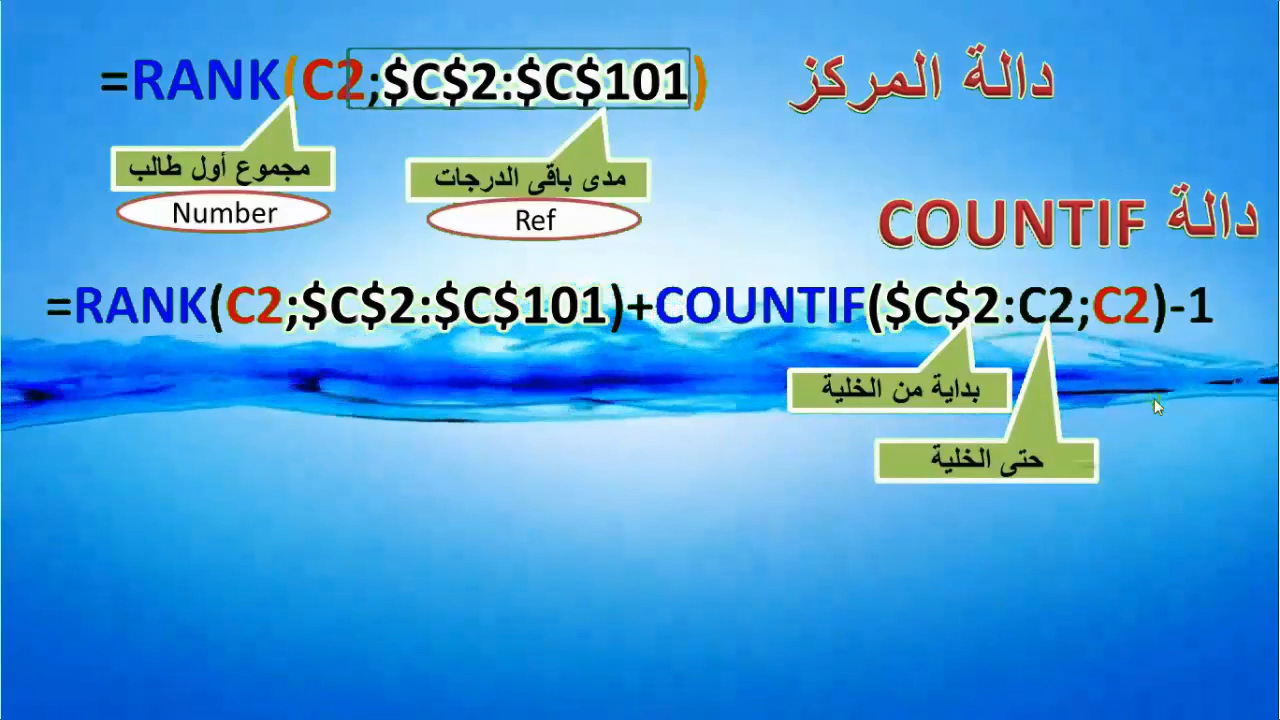 دالة المركز
=RANK(C2;$C$2:$C$101)
مجموع أول طالب
Number
مدى باقى الدرجات
Ref
دالة COUNTIF
=RANK(C2;$C$2:$C$101)+COUNTIF($C$2:C2;C2)-1
بداية من الخلية
حتى الخلية